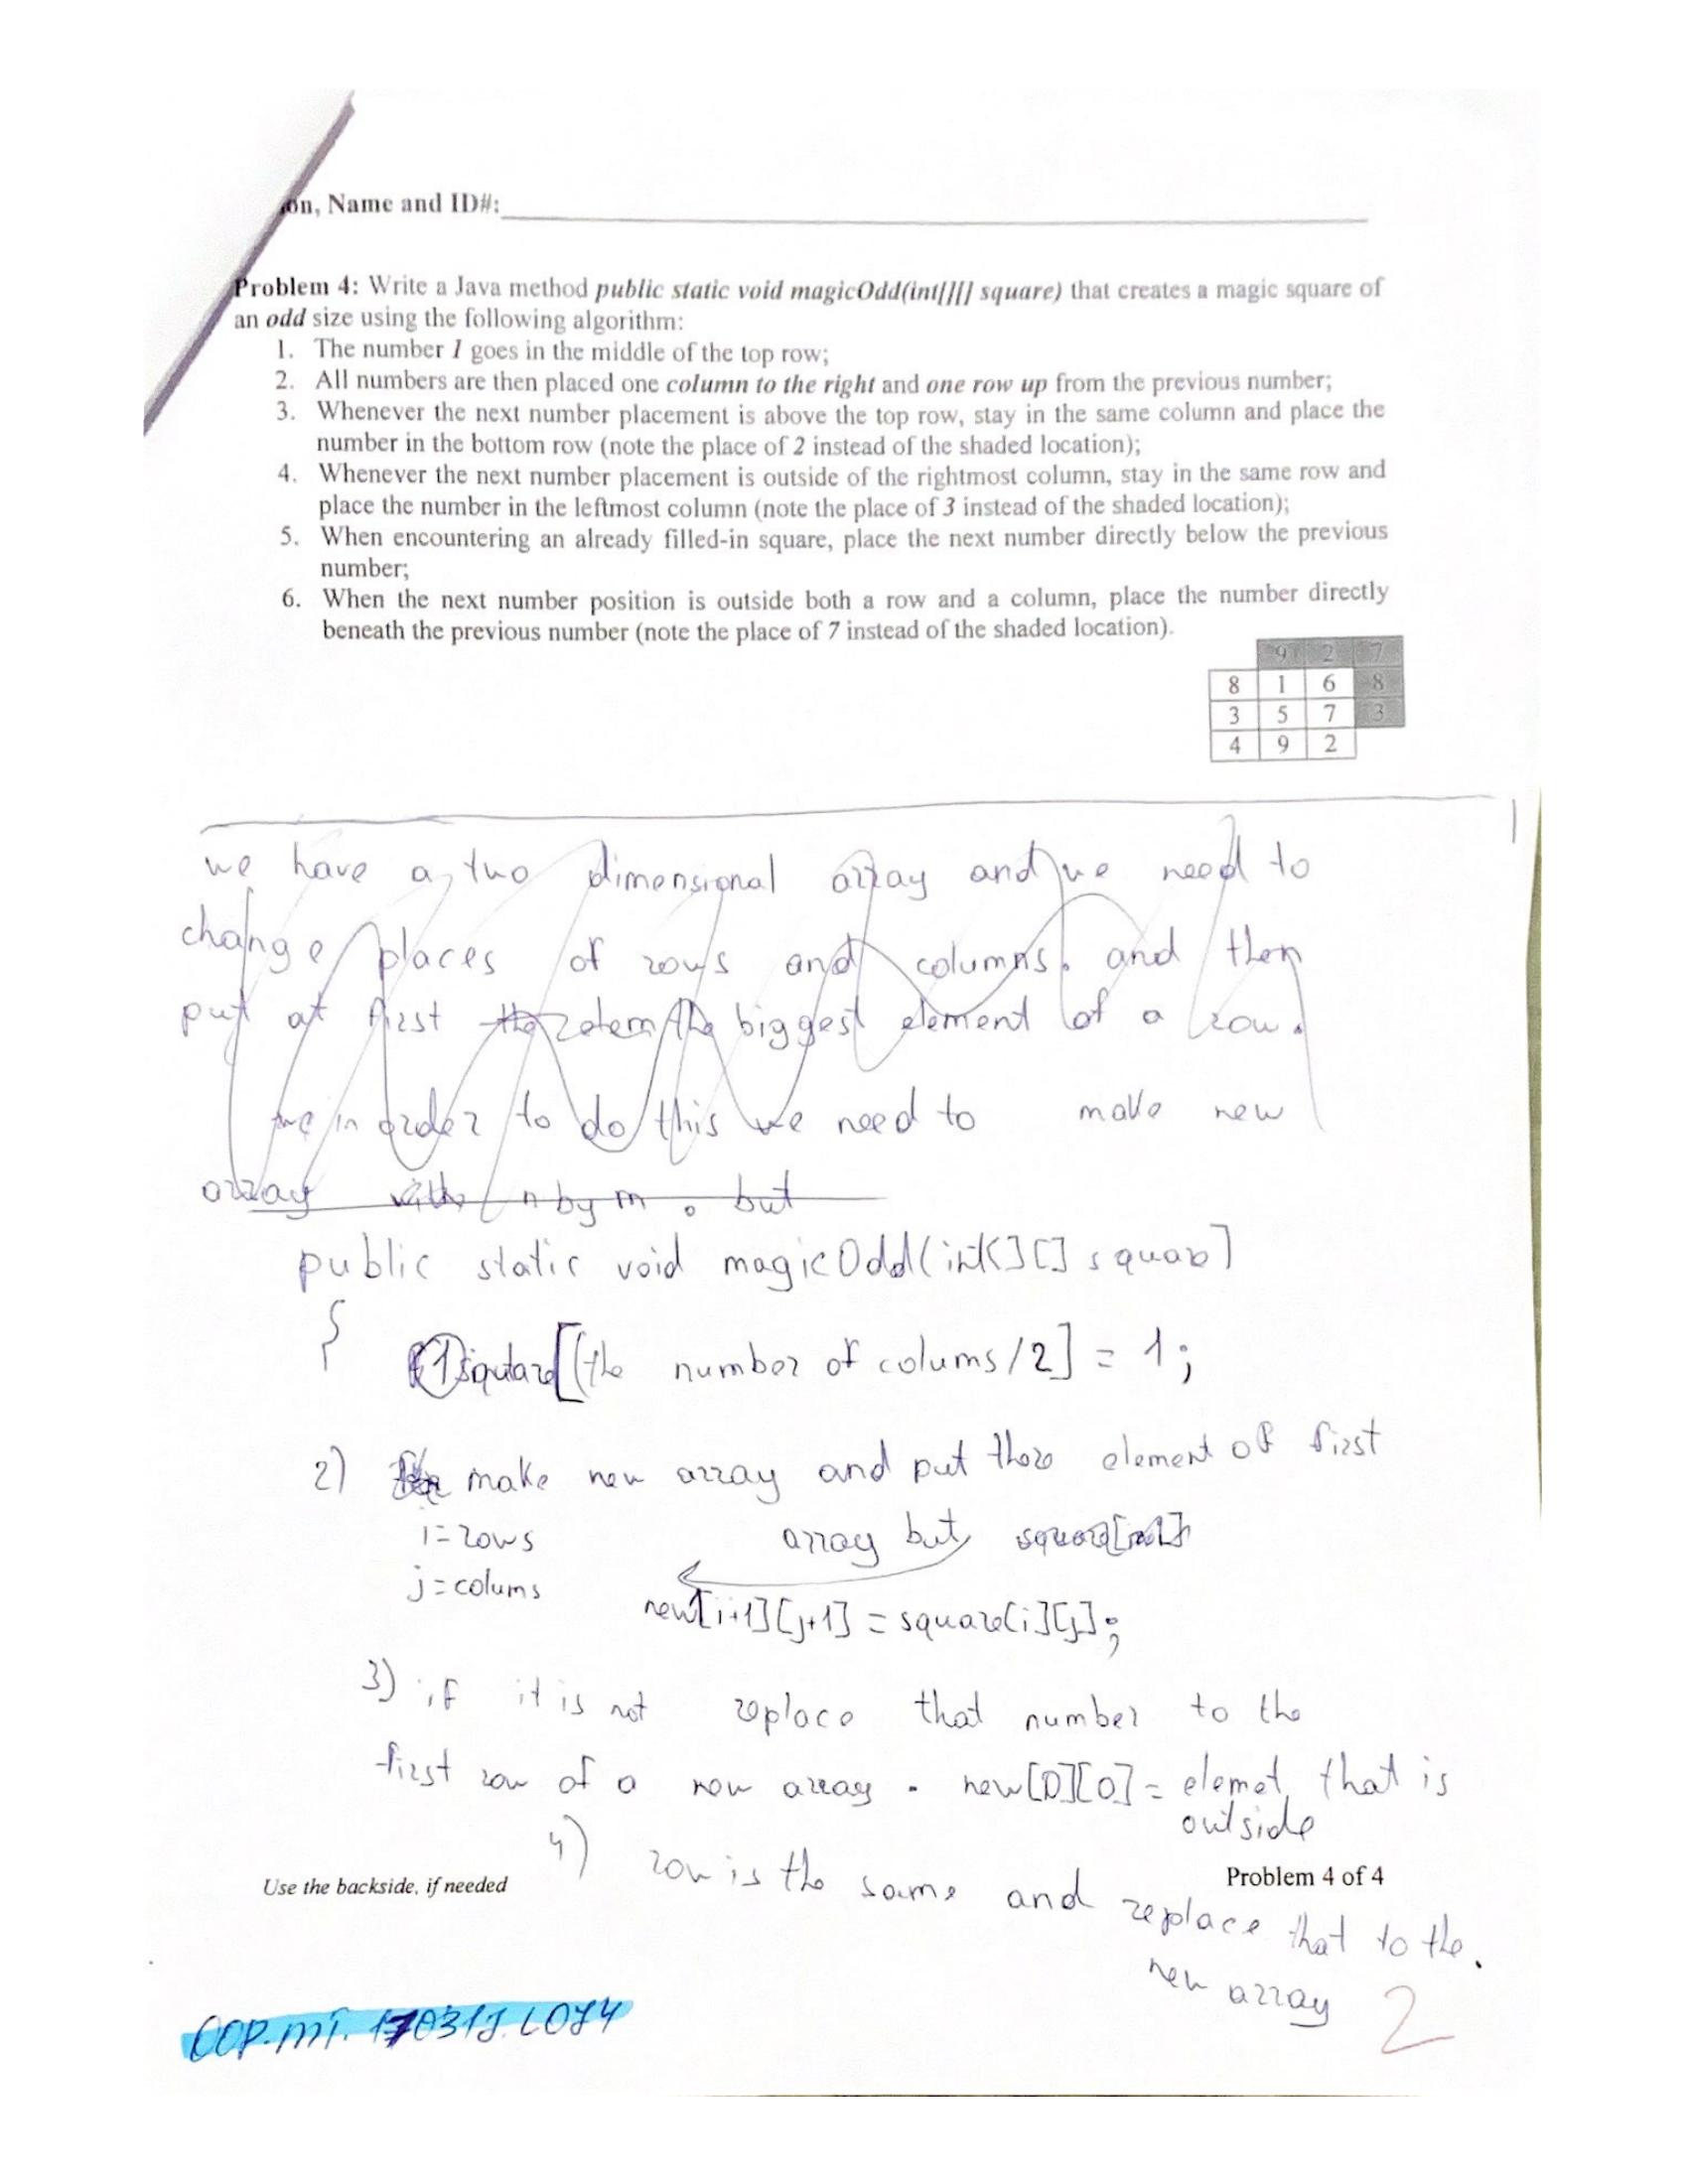 on, Name and ID#:
Problem 4: Write a Java method public static void magicOdd(int[][] square) that creates a magic square of
an odd size using the following algorithm:
1. The number 1 goes in the middle of the top row;
2. All numbers are then placed one column to the right and one row up from the previous number;
3. Whenever the next number placement is above the top row, stay in the same column and place the
number in the bottom row (note the place of 2 instead of the shaded location);
4. Whenever the next number placement is outside of the rightmost column, stay in the same row and
place the number in the leftmost column (note the place of 3 instead of the shaded location);
5. When encountering an already filled-in square, place the next number directly below the previous
number;
6. When the next number position is outside both a row and a column, place the number directly
beneath the previous number (note the place of 7 instead of the shaded location).
9 2 7
8 1 6 8
3 5 7 3
4 9 2
we have a two dimensional array and we need to
change places of rows and columns. and then
put at first the biggest element of a row.
in order to do this we need to make new
array with n by m. but
public static void magicOdd(int[][] square]
{
1) square[(the number of colums/2] = 1;
2) make new array and put there element of first
i=rows array but
j=colums
new[i+1][j+1] = square[i][j];
3) if it is not replace that number to the
first row of a new array. new[0][0] = elemet that is
outside
4) row is the same and replace that to the.
new array
Use the backside, if needed
Problem 4 of 4
2